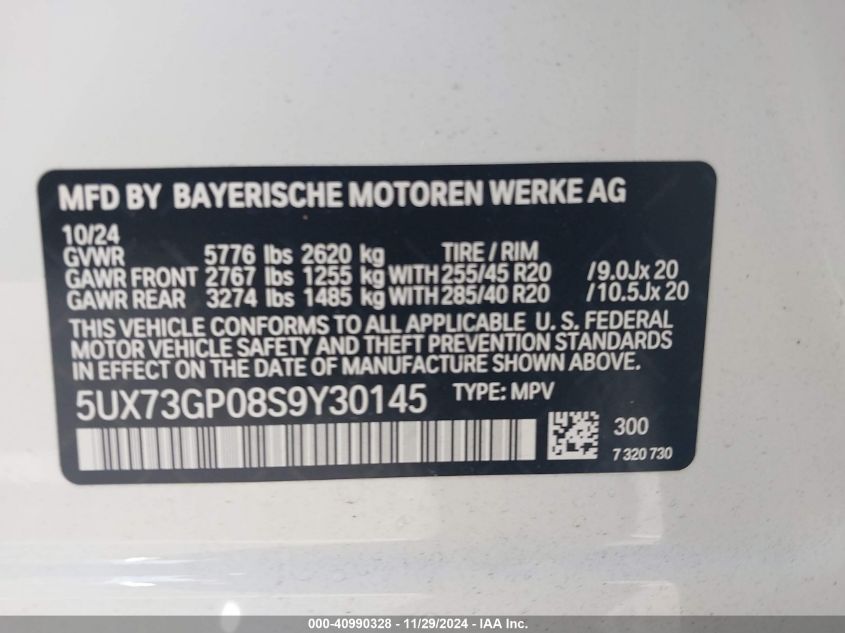 MFD BY BAYERISCHE MOTOREN WERKE AG
10/24
GVWR 5776 lbs 2620 kg TIRE / RIM
GAWR FRONT 2767 lbs 1255 kg WITH 255/45 R20 /9.0Jx 20
GAWR REAR 3274 lbs 1485 kg WITH 285/40 R20 /10.5Jx 20
THIS VEHICLE CONFORMS TO ALL APPLICABLE U. S. FEDERAL
MOTOR VEHICLE SAFETY AND THEFT PREVENTION STANDARDS
IN EFFECT ON THE DATE OF MANUFACTURE SHOWN ABOVE.
5UX73GP08S9Y30145 TYPE: MPV
300
7 320 730
000-40990328 - 11/29/2024 - IAA Inc.